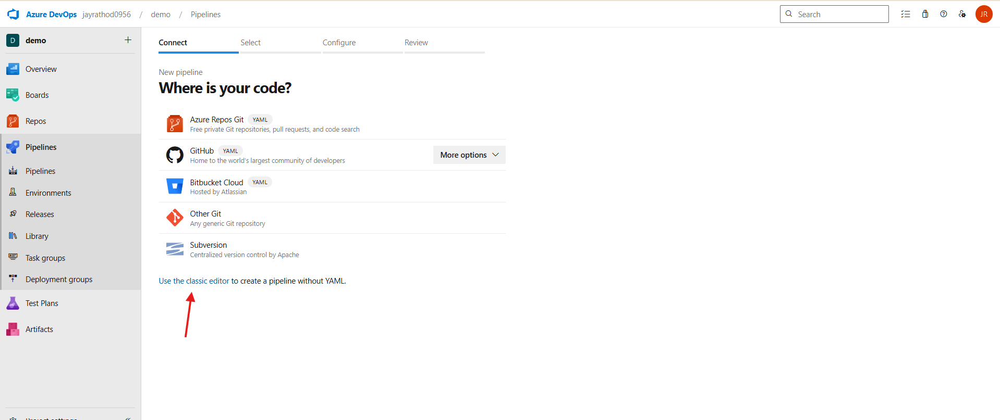 Azure DevOps jayrathod0956 / demo / Pipelines
Search
JR
D demo
Overview
Boards
Repos
Pipelines
Pipelines
Environments
Releases
Library
Task groups
Deployment groups
Test Plans
Artifacts
Project settings
Connect Select Configure Review
New pipeline
Where is your code?
Azure Repos Git YAML
Free private Git repositories, pull requests, and code search
GitHub YAML
Home to the world's largest community of developers
More options
Bitbucket Cloud YAML
Hosted by Atlassian
Other Git
Any generic Git repository
Subversion
Centralized version control by Apache
Use the classic editor to create a pipeline without YAML.